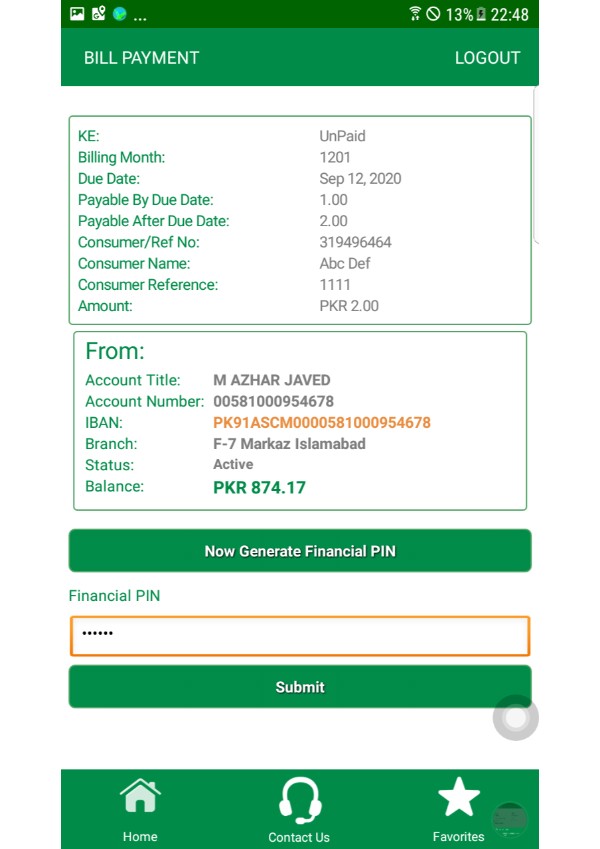 ... 13% 22:48
BILL PAYMENT LOGOUT
KE: UnPaid
Billing Month: 1201
Due Date: Sep 12, 2020
Payable By Due Date: 1.00
Payable After Due Date: 2.00
Consumer/Ref No: 319496464
Consumer Name: Abc Def
Consumer Reference: 1111
Amount: PKR 2.00
From:
Account Title: M AZHAR JAVED
Account Number: 00581000954678
IBAN: PK91ASCM0000581000954678
Branch: F-7 Markaz Islamabad
Status: Active
Balance: PKR 874.17
Now Generate Financial PIN
Financial PIN
••••••
Submit
Home Contact Us Favorites